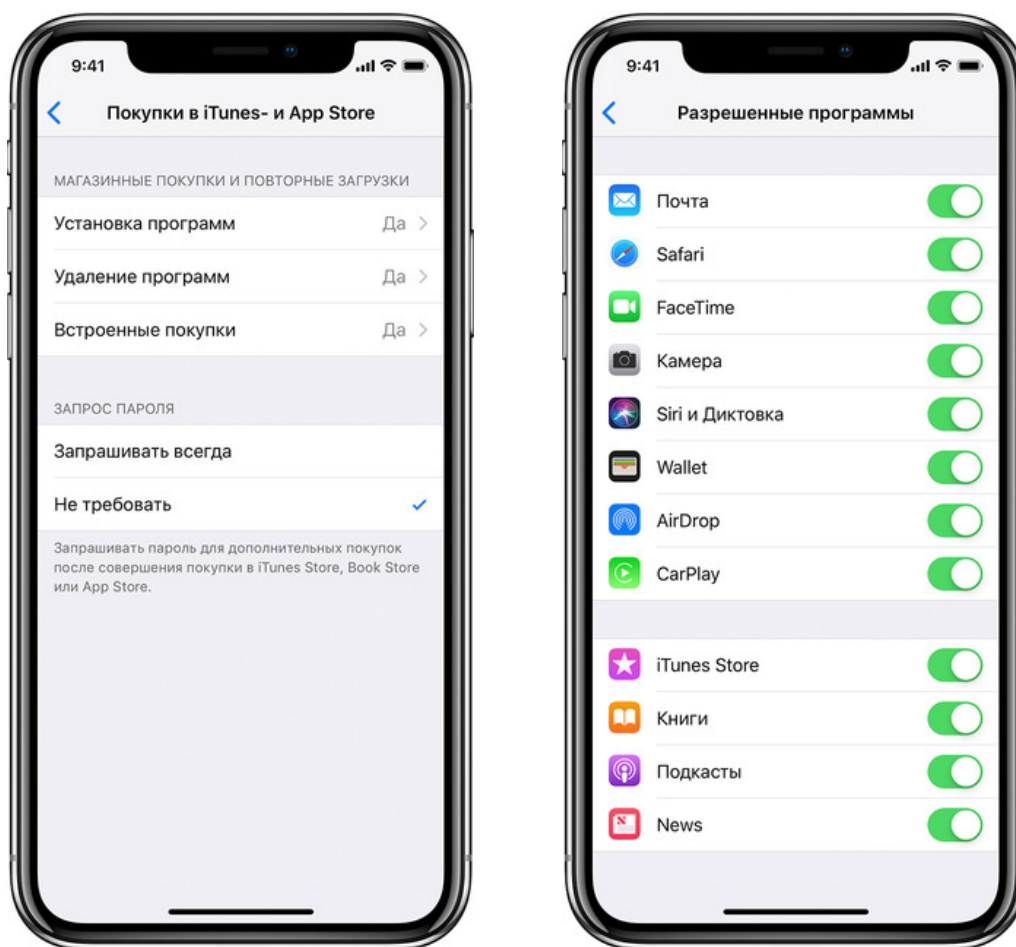 9:41
Покупки в iTunes- и App Store
МАГАЗИННЫЕ ПОКУПКИ И ПОВТОРНЫЕ ЗАГРУЗКИ
Установка программ Да
Удаление программ Да
Встроенные покупки Да
ЗАПРОС ПАРОЛЯ
Запрашивать всегда
Не требовать
Запрашивать пароль для дополнительных покупок
после совершения покупки в iTunes Store, Book Store
или App Store.
9:41
Разрешенные программы
Почта
Safari
FaceTime
Камера
Siri и Диктовка
Wallet
AirDrop
CarPlay
iTunes Store
Книги
Подкасты
News